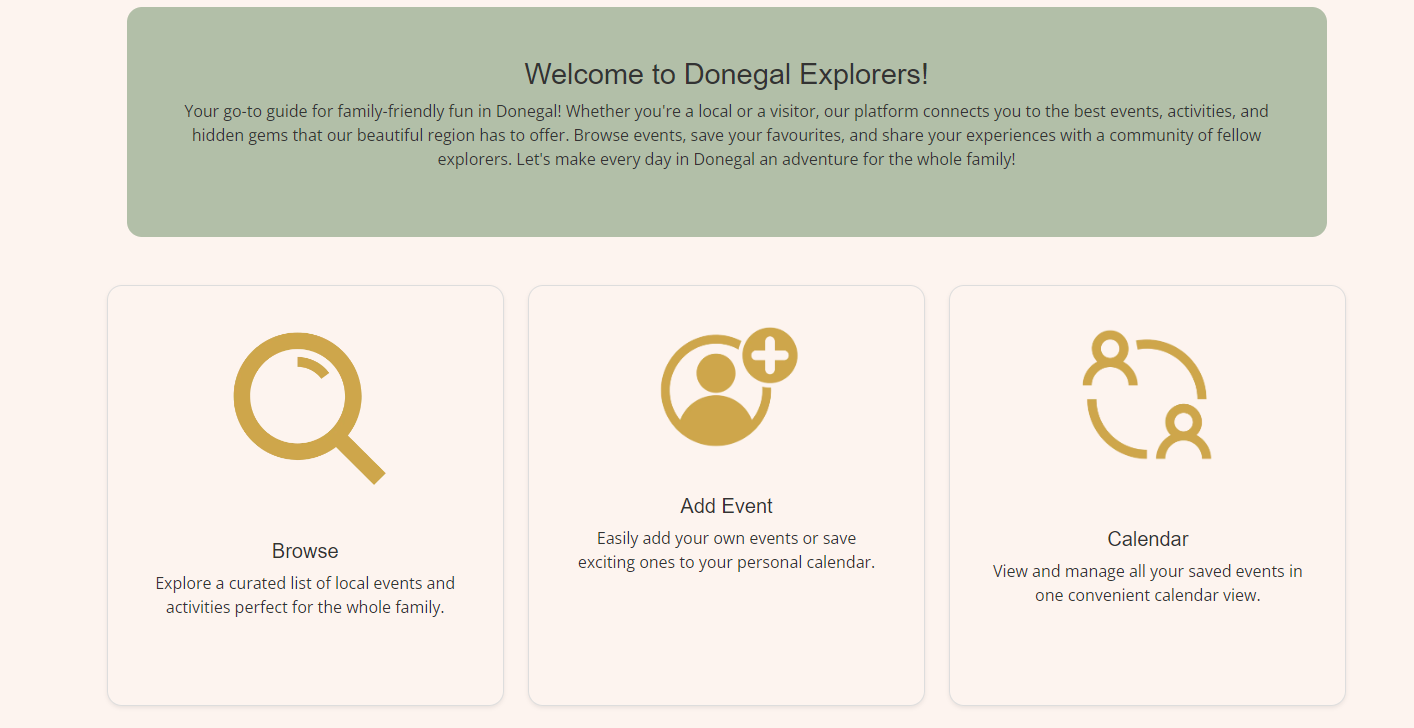 Welcome to Donegal Explorers!
Your go-to guide for family-friendly fun in Donegal! Whether you're a local or a visitor, our platform connects you to the best events, activities, and
hidden gems that our beautiful region has to offer. Browse events, save your favourites, and share your experiences with a community of fellow
explorers. Let's make every day in Donegal an adventure for the whole family!
Browse
Explore a curated list of local events and
activities perfect for the whole family.
Add Event
Easily add your own events or save
exciting ones to your personal calendar.
Calendar
View and manage all your saved events in
one convenient calendar view.